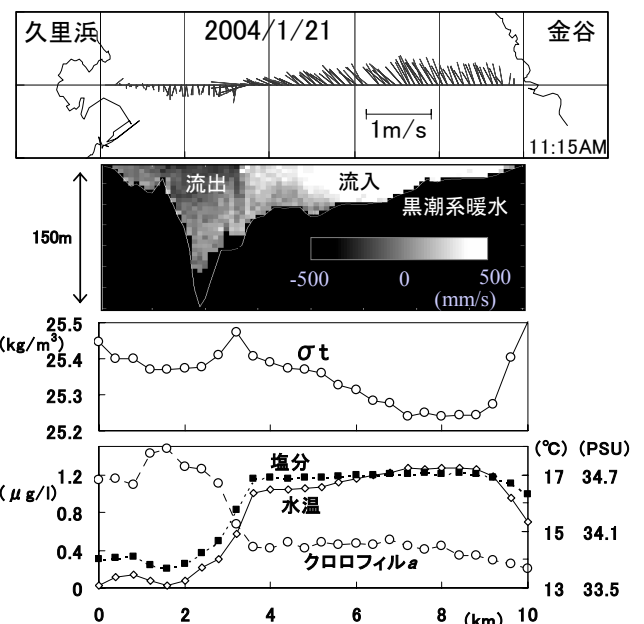 久里浜 2004/1/21 金谷
1m/s
11:15AM
流出 流入
黒潮系暖水
150m
-500 0 500
(mm/s)
25.5
(kg/m³)
25.4
σt
25.3
25.2
(℃) (PSU)
塩分
1.2 17 34.7
(μg/l)
水温
0.8
15 34.1
0.4
クロロフィルa
0 13 33.5
0 2 4 6 8 (km) 10